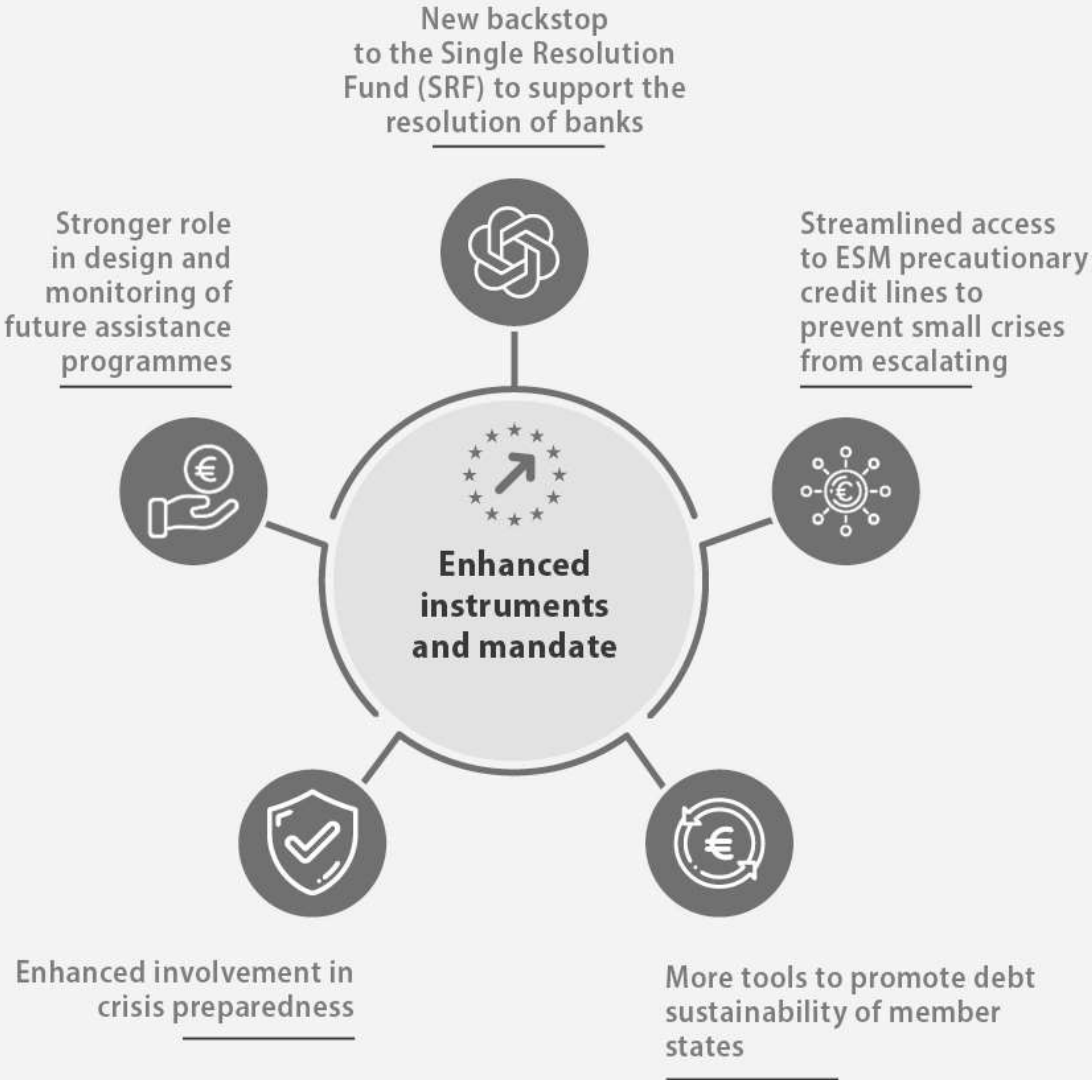 New backstop
to the Single Resolution
Fund (SRF) to support the
resolution of banks
Stronger role
in design and
monitoring of
future assistance
programmes
Streamlined access
to ESM precautionary
credit lines to
prevent small crises
from escalating
€
€
Enhanced
instruments
and mandate
€
Enhanced involvement in
crisis preparedness
More tools to promote debt
sustainability of member
states